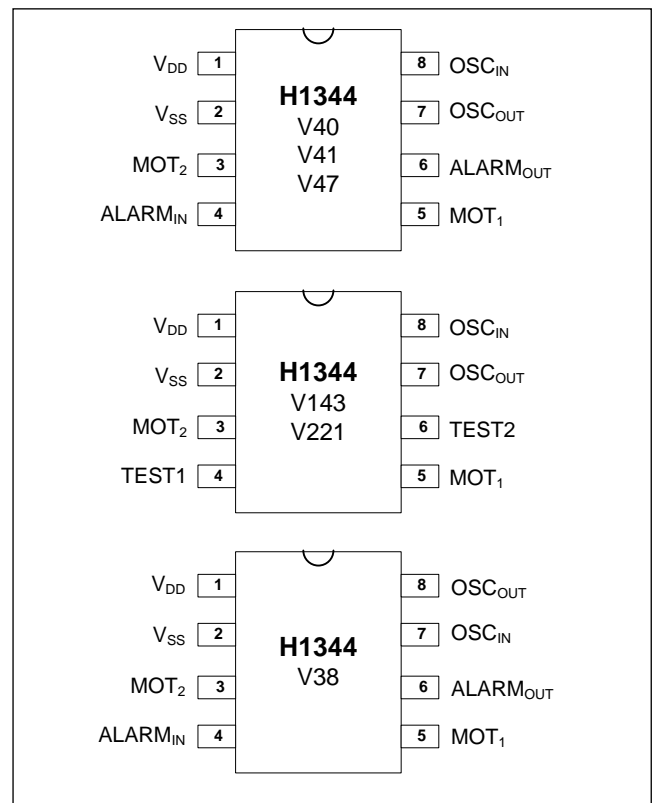 V_DD 1 8 OSC_IN
H1344
V_SS 2 V40 7 OSC_OUT
V41
MOT_2 3 V47 6 ALARM_OUT
ALARM_IN 4 5 MOT_1
V_DD 1 8 OSC_IN
V_SS 2 H1344 7 OSC_OUT
V143
MOT_2 3 V221 6 TEST2
TEST1 4 5 MOT_1
V_DD 1 8 OSC_OUT
V_SS 2 H1344 7 OSC_IN
MOT_2 3 V38 6 ALARM_OUT
ALARM_IN 4 5 MOT_1